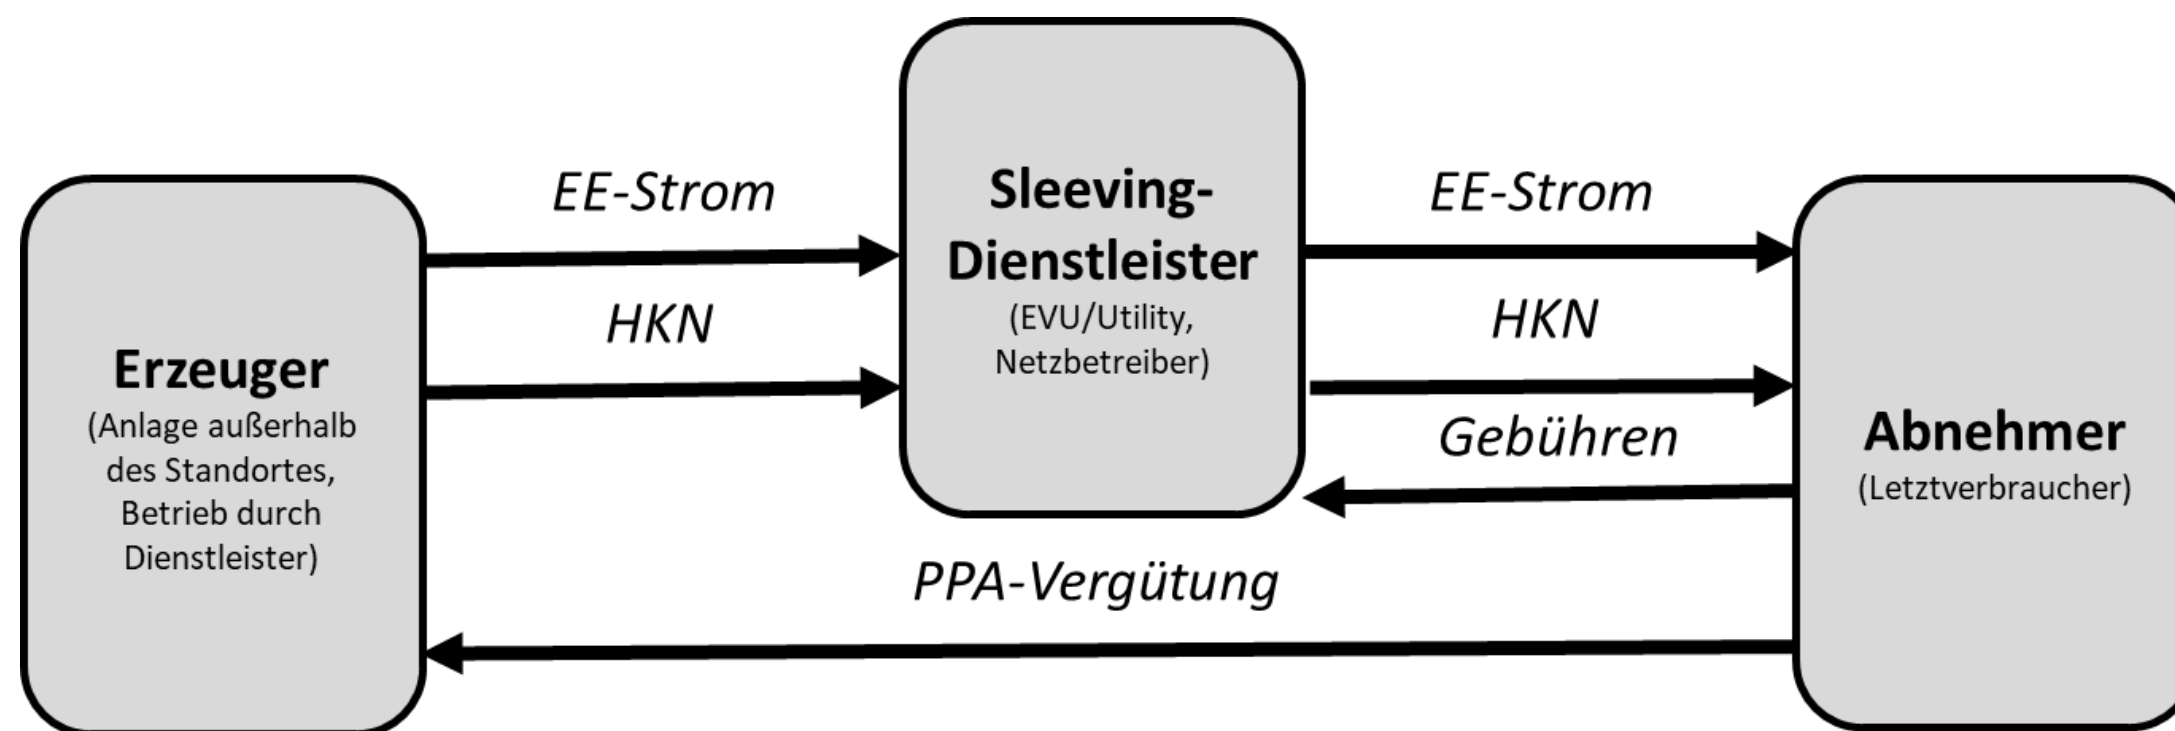 Erzeuger
(Anlage außerhalb
des Standortes,
Betrieb durch
Dienstleister)
EE-Strom
HKN
Sleeving-
Dienstleister
(EVU/Utility,
Netzbetreiber)
EE-Strom
HKN
Gebühren
PPA-Vergütung
Abnehmer
(Letztverbraucher)